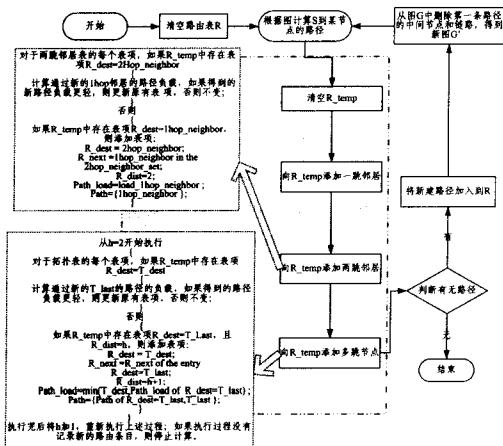 开始
清空路由表R
根据图计算S到某节
点的路径
从图G中删除第一条路径
的中间节点和链路，得到
新图G'
对于两跳邻居表的每个表项，如果R_temp中存在表
项R_dest=2Hop_neighbor
{
计算通过新的1hop邻居的路径负载，如果得到的
新路径负载更轻，则更新原有表项，否则不变；
}
否则
{
如果R_temp中存在表项R_dest=1hop_neighbor，
则添加表项；
R_dest = 2hop_neighbor;
R_next =1hop_neighbor in the
2hop_neighbor_set;
R_dist=2;
Path_load=load_1hop_neighbor ;
Path={1hop_neighbor };
}
清空R_temp
向R_temp添加一跳邻居
将新建路径加入到R
有
从h=2开始执行
{
对于拓扑表的每个表项，如果R_temp中存在表项
R_dest=T_dest
{
计算通过新的T_last的路径的负载，如果得到的路径
负载更轻，则更新原有表项，否则不变；
}
否则
{
如果R_temp中存在表项R_dest=T_last，且
R_dist=h，则添加表项；
R_dest = T_dest;
R_next =R_next of the entry
R_dest=T_last;
R_dist=h+1;
Path_load=min(T_dest,Path_load of R_dest=T_last) ;
Path={Path of R_dest=T_last,T_last };
}
}
执行完后将h加1，重新执行上述过程；如果执行过程没有
记录新的路由条目，则停止计算。
向R_temp添加两跳邻居
判断有无路径
向R_temp添加多跳节点
无
结束